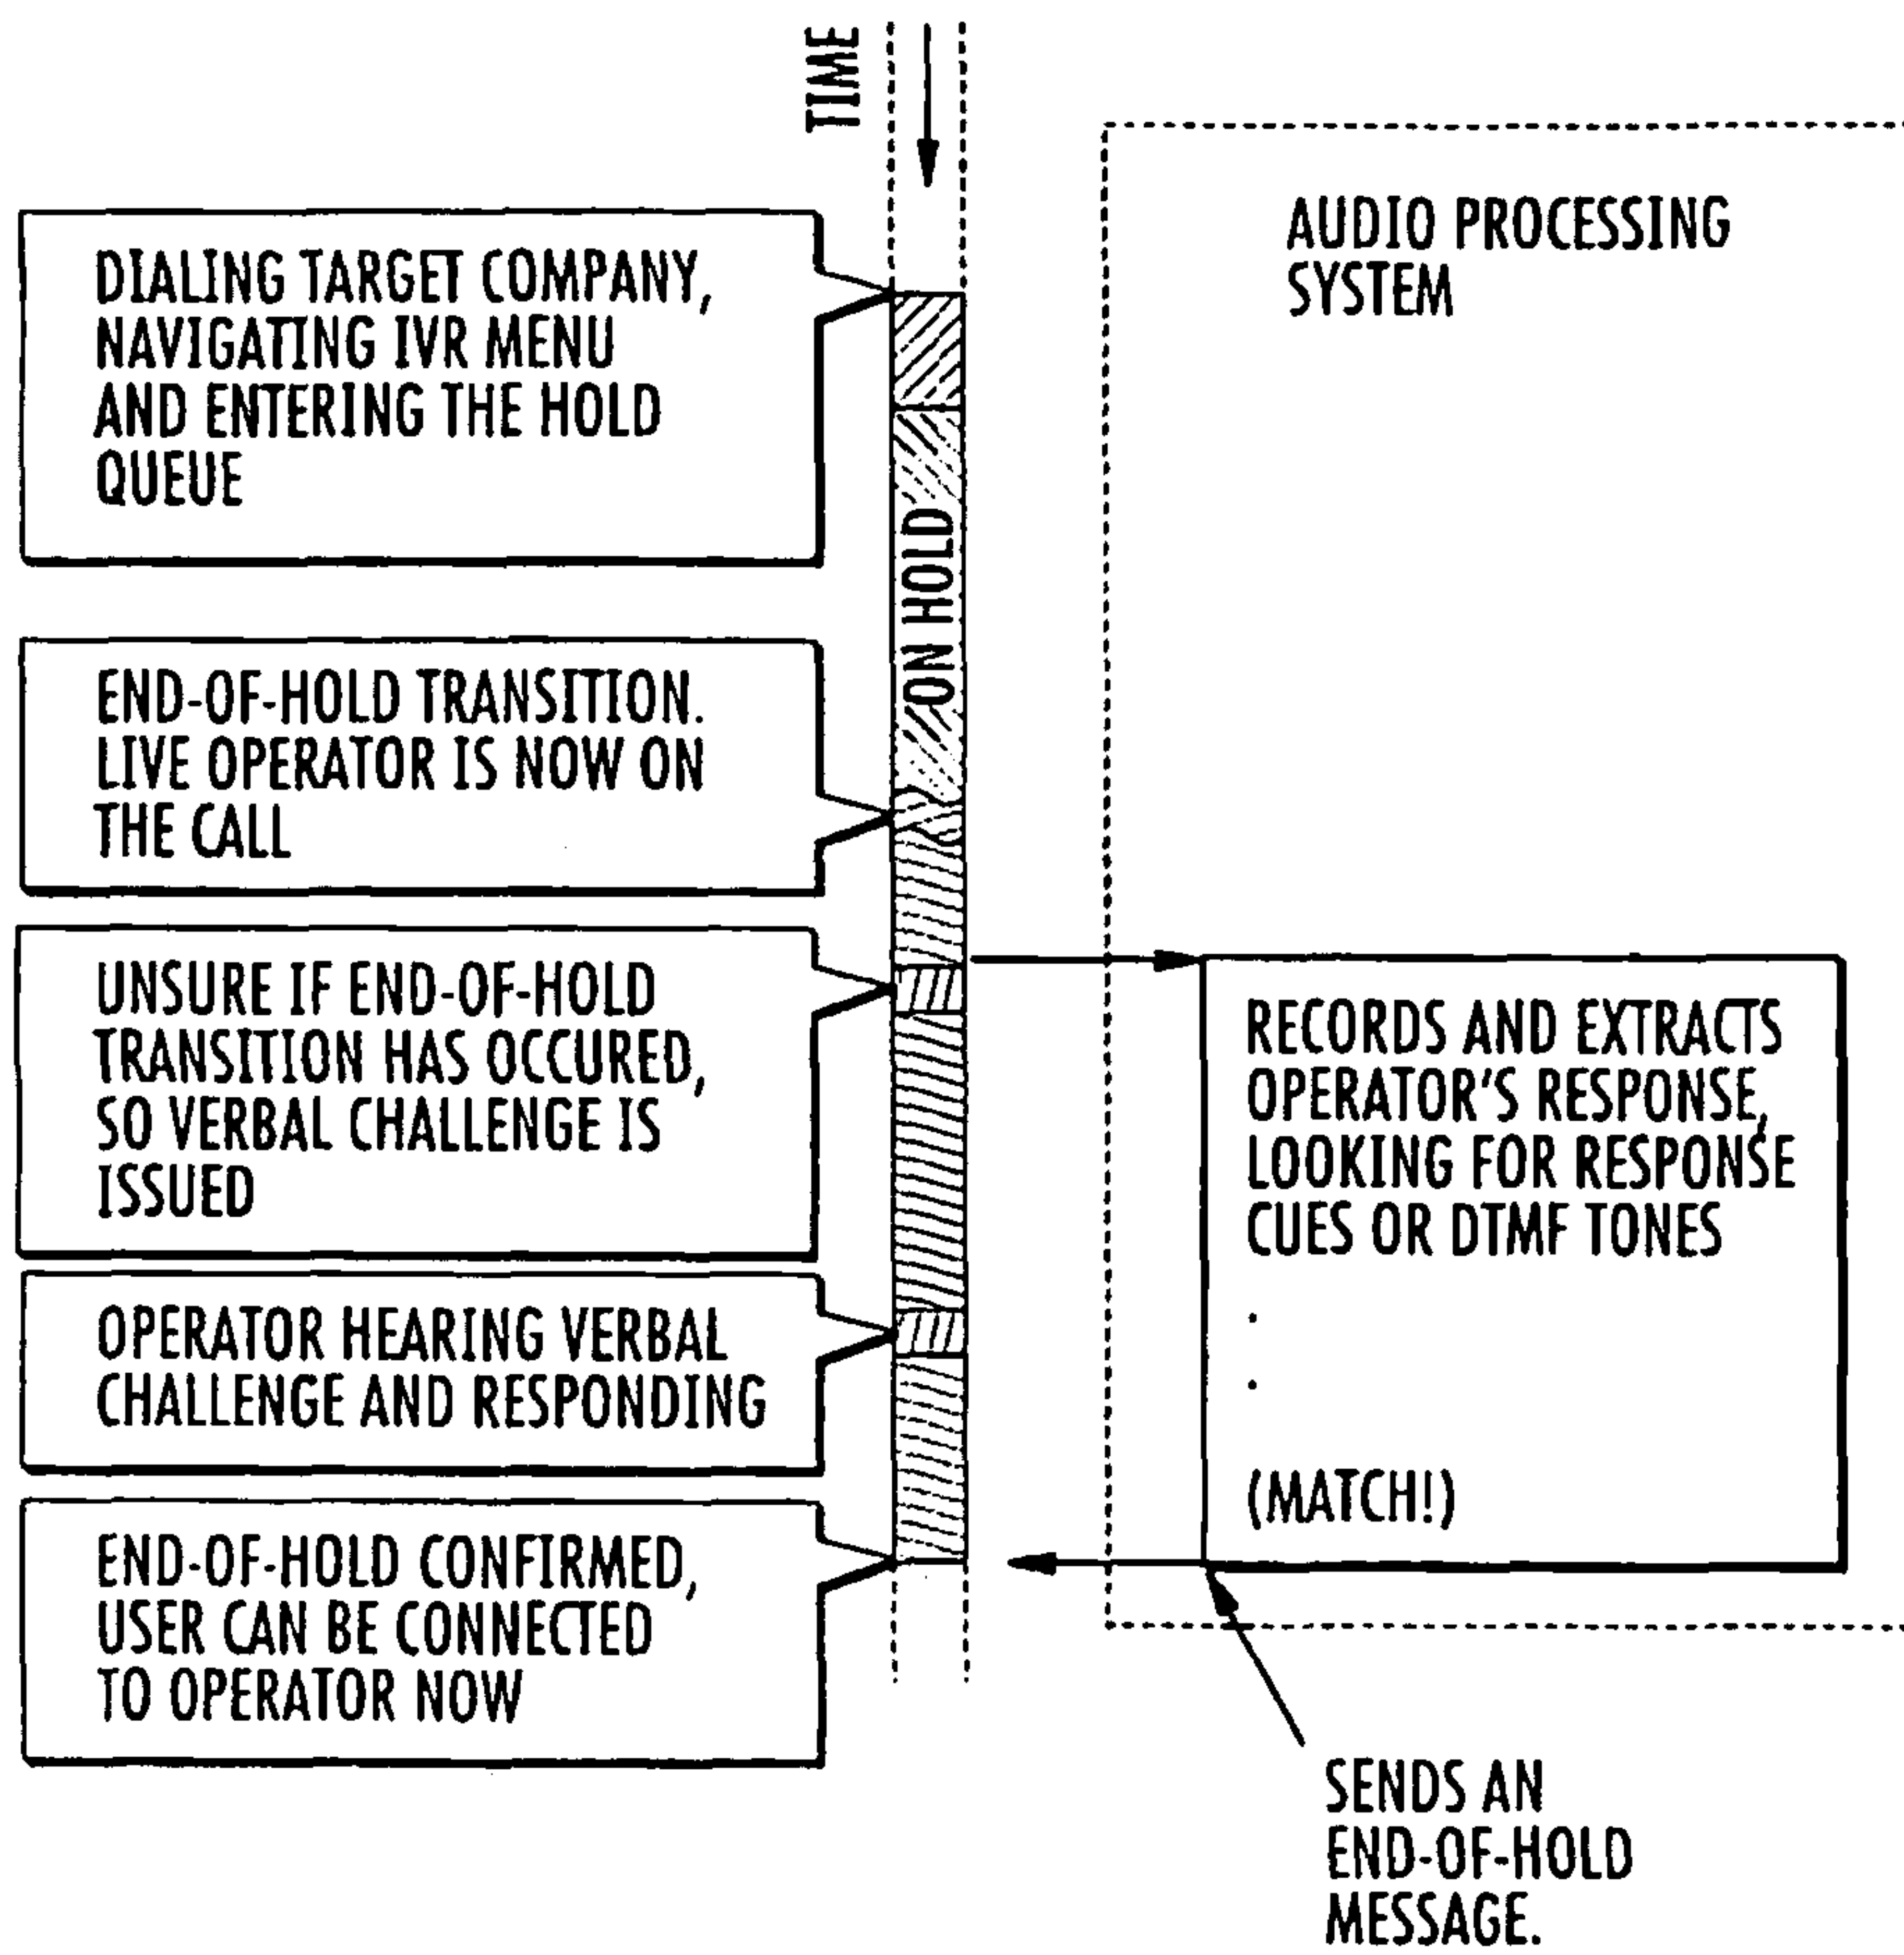 TIME
DIALING TARGET COMPANY,
NAVIGATING IVR MENU
AND ENTERING THE HOLD
QUEUE
ON HOLD
END-OF-HOLD TRANSITION.
LIVE OPERATOR IS NOW ON
THE CALL
UNSURE IF END-OF-HOLD
TRANSITION HAS OCCURED,
SO VERBAL CHALLENGE IS
ISSUED
OPERATOR HEARING VERBAL
CHALLENGE AND RESPONDING
END-OF-HOLD CONFIRMED,
USER CAN BE CONNECTED
TO OPERATOR NOW
AUDIO PROCESSING
SYSTEM
RECORDS AND EXTRACTS
OPERATOR'S RESPONSE,
LOOKING FOR RESPONSE
CUES OR DTMF TONES
.
.
(MATCH!)
SENDS AN
END-OF-HOLD
MESSAGE.